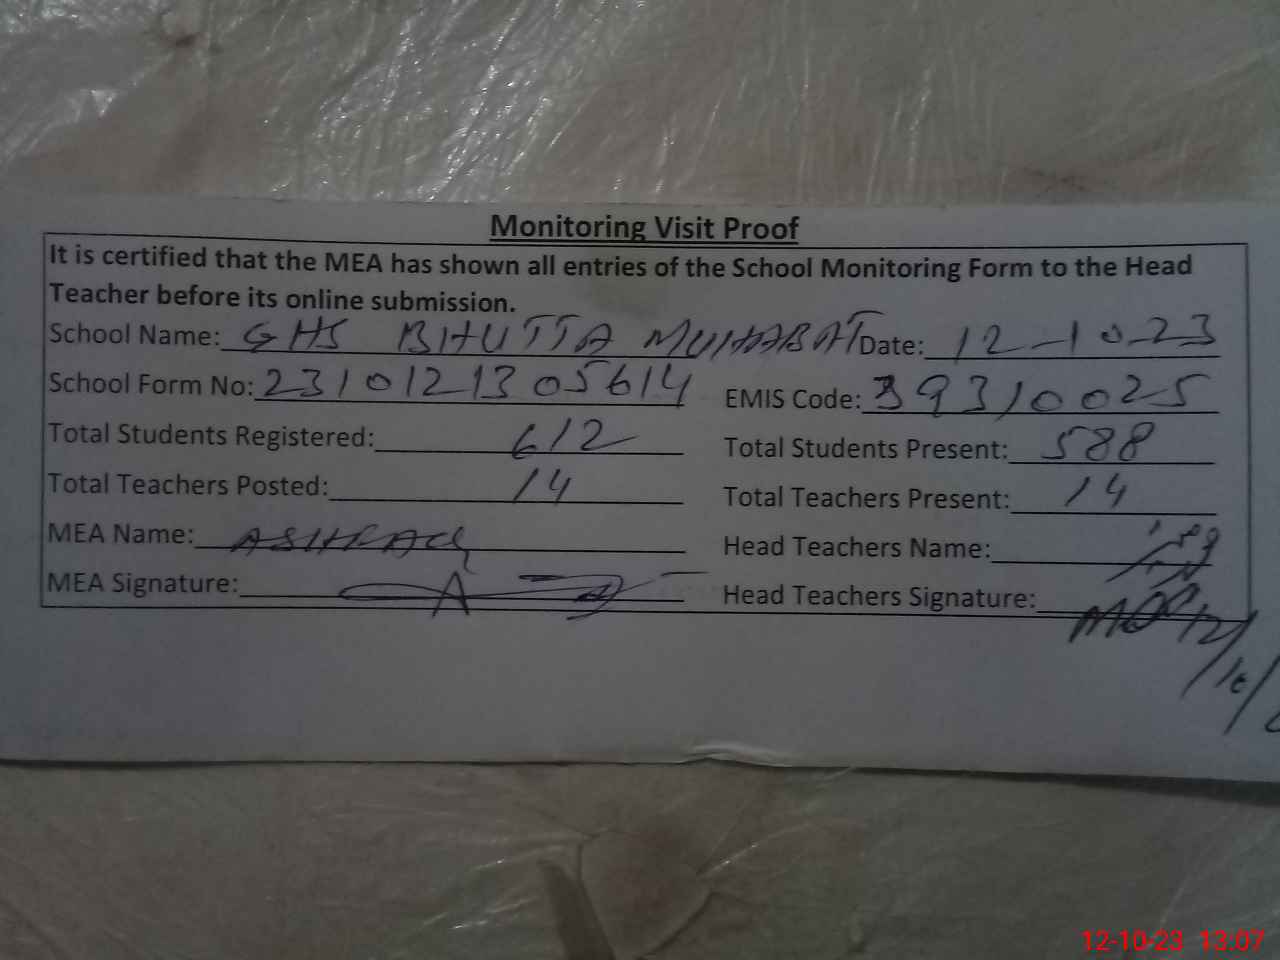 Monitoring Visit Proof
It is certified that the MEA has shown all entries of the School Monitoring Form to the Head
Teacher before its online submission.
School Name: GHS BHUTTA MUHABAT Date: 12-10-23
School Form No: 2310121305614 EMIS Code: 39310025
Total Students Registered: 612 Total Students Present: 588
Total Teachers Posted: 14 Total Teachers Present: 14
MEA Name: Head Teachers Name:
MEA Signature: Head Teachers Signature:
12-10-23 13:07